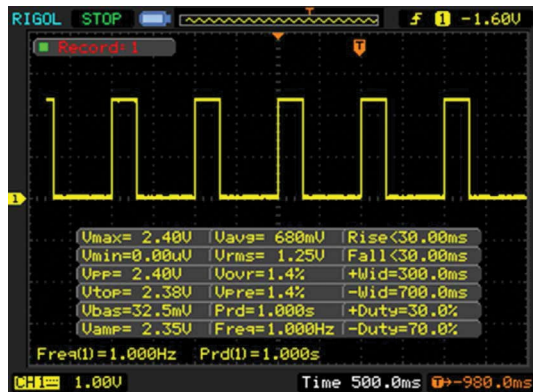 RIGOL STOP f 1 -1.60V
Record: 1
T
1
Vmax= 2.40V Vavg= 680mV Rise<30.00ms
Vmin=0.00uV Vrms= 1.25V Fall<30.00ms
Vpp= 2.40V Vovr=1.4% +Wid=300.0ms
Vtop= 2.38V Vpre=1.4% -Wid=700.0ms
Vbas=32.5mV Prd=1.000s +Duty=30.0%
Vamp= 2.35V Freq=1.000Hz -Duty=70.0%
Freq(1)=1.000Hz Prd(1)=1.000s
CH1 1.00V Time 500.0ms T→-980.0ms